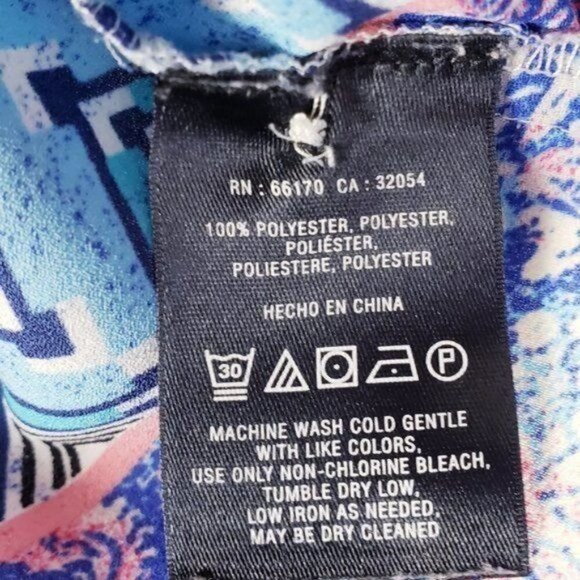 RN : 66170 CA : 32054
100% POLYESTER, POLYESTER,
POLIÉSTER,
POLIESTERE, POLYESTER
HECHO EN CHINA
30 P
MACHINE WASH COLD GENTLE
WITH LIKE COLORS,
USE ONLY NON-CHLORINE BLEACH,
TUMBLE DRY LOW,
LOW IRON AS NEEDED,
MAY BE DRY CLEANED